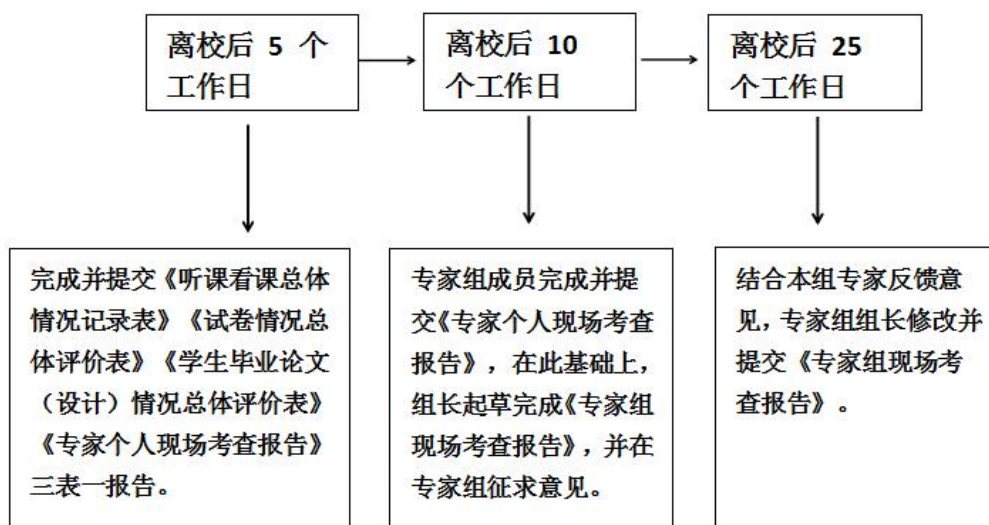 离校后 5 个
工作日
离校后 10
个工作日
离校后 25
个工作日
完成并提交《听课看课总体
情况记录表》《试卷情况总
体评价表》《学生毕业论文
（设计）情况总体评价表》
《专家个人现场考查报告》
三表一报告。
专家组成员完成并提
交《专家个人现场考查
报告》，在此基础上，
组长起草完成《专家组
现场考查报告》，并在
专家组征求意见。
结合本组专家反馈意
见，专家组组长修改并
提交《专家组现场考
查报告》。